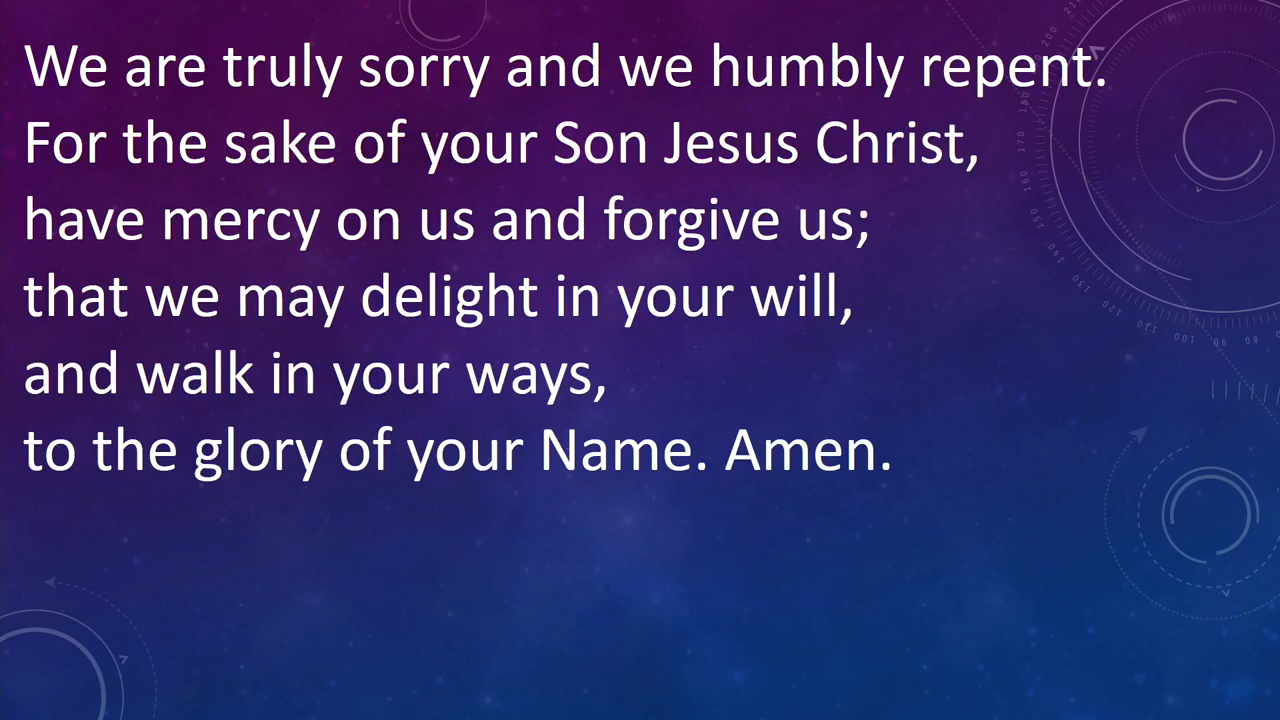 We are truly sorry and we humbly repent.
For the sake of your Son Jesus Christ,
have mercy on us and forgive us;
that we may delight in your will,
and walk in your ways,
to the glory of your Name. Amen.